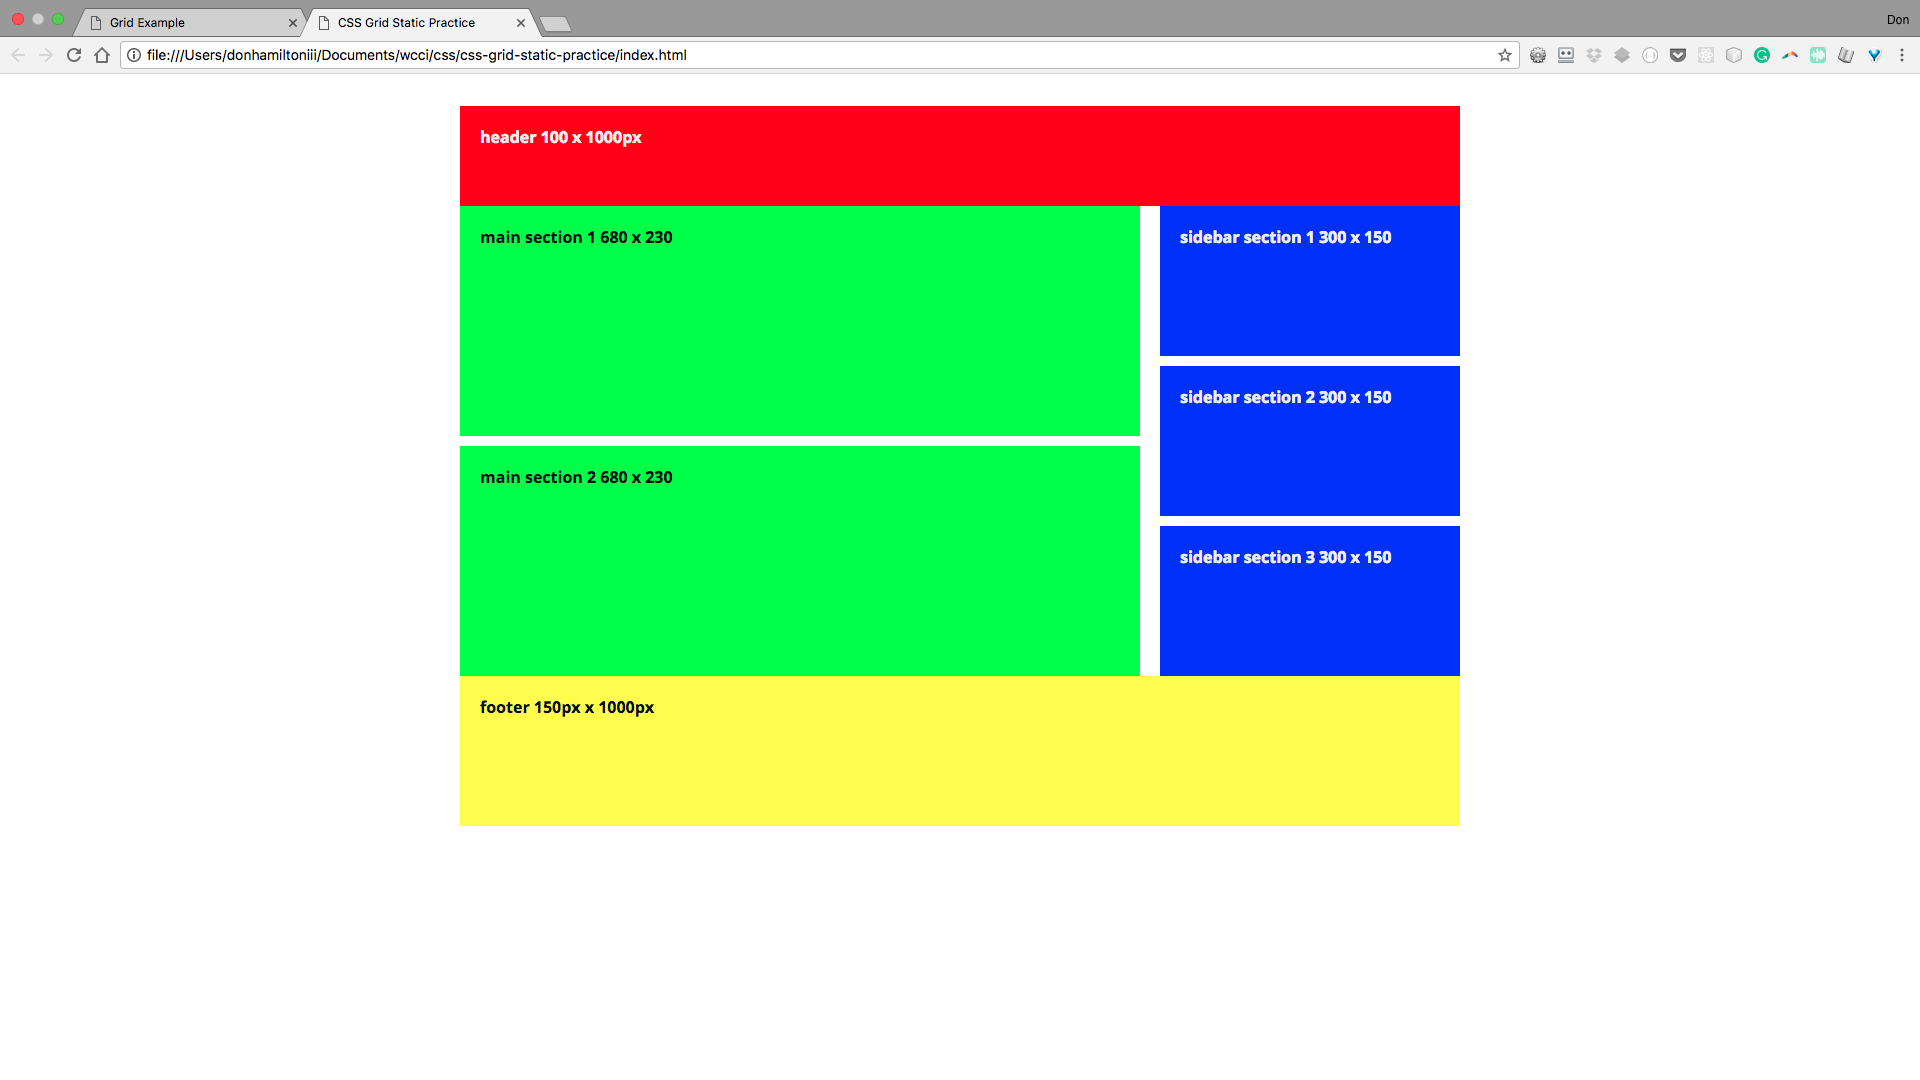 Grid Example
CSS Grid Static Practice
Don
file:///Users/donhamiltoniii/Documents/wcci/css/css-grid-static-practice/index.html
header 100 x 1000px
main section 1 680 x 230
sidebar section 1 300 x 150
sidebar section 2 300 x 150
main section 2 680 x 230
sidebar section 3 300 x 150
footer 150px x 1000px